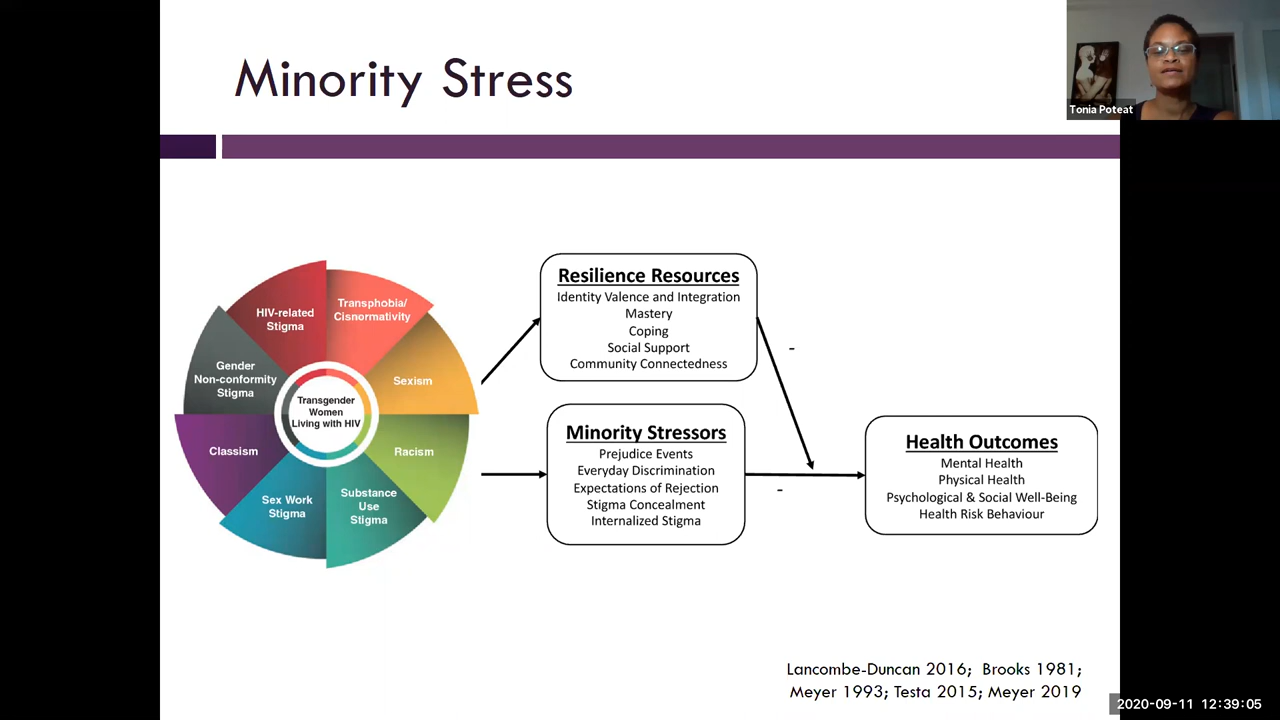 Minority Stress
Tonia Poteat
HIV-related
Stigma
Transphobia/
Cisnormativity
Gender
Non-conformity
Stigma
Sexism
Transgender
Women
Living with HIV
Classism
Racism
Sex Work
Stigma
Substance
Use
Stigma
Resilience Resources
Identity Valence and Integration
Mastery
Coping
Social Support
Community Connectedness
-
Minority Stressors
Prejudice Events
Everyday Discrimination
Expectations of Rejection
Stigma Concealment
Internalized Stigma
-
Health Outcomes
Mental Health
Physical Health
Psychological & Social Well-Being
Health Risk Behaviour
Lancombe-Duncan 2016; Brooks 1981;
Meyer 1993; Testa 2015; Meyer 2019
2020-09-11 12:39:05